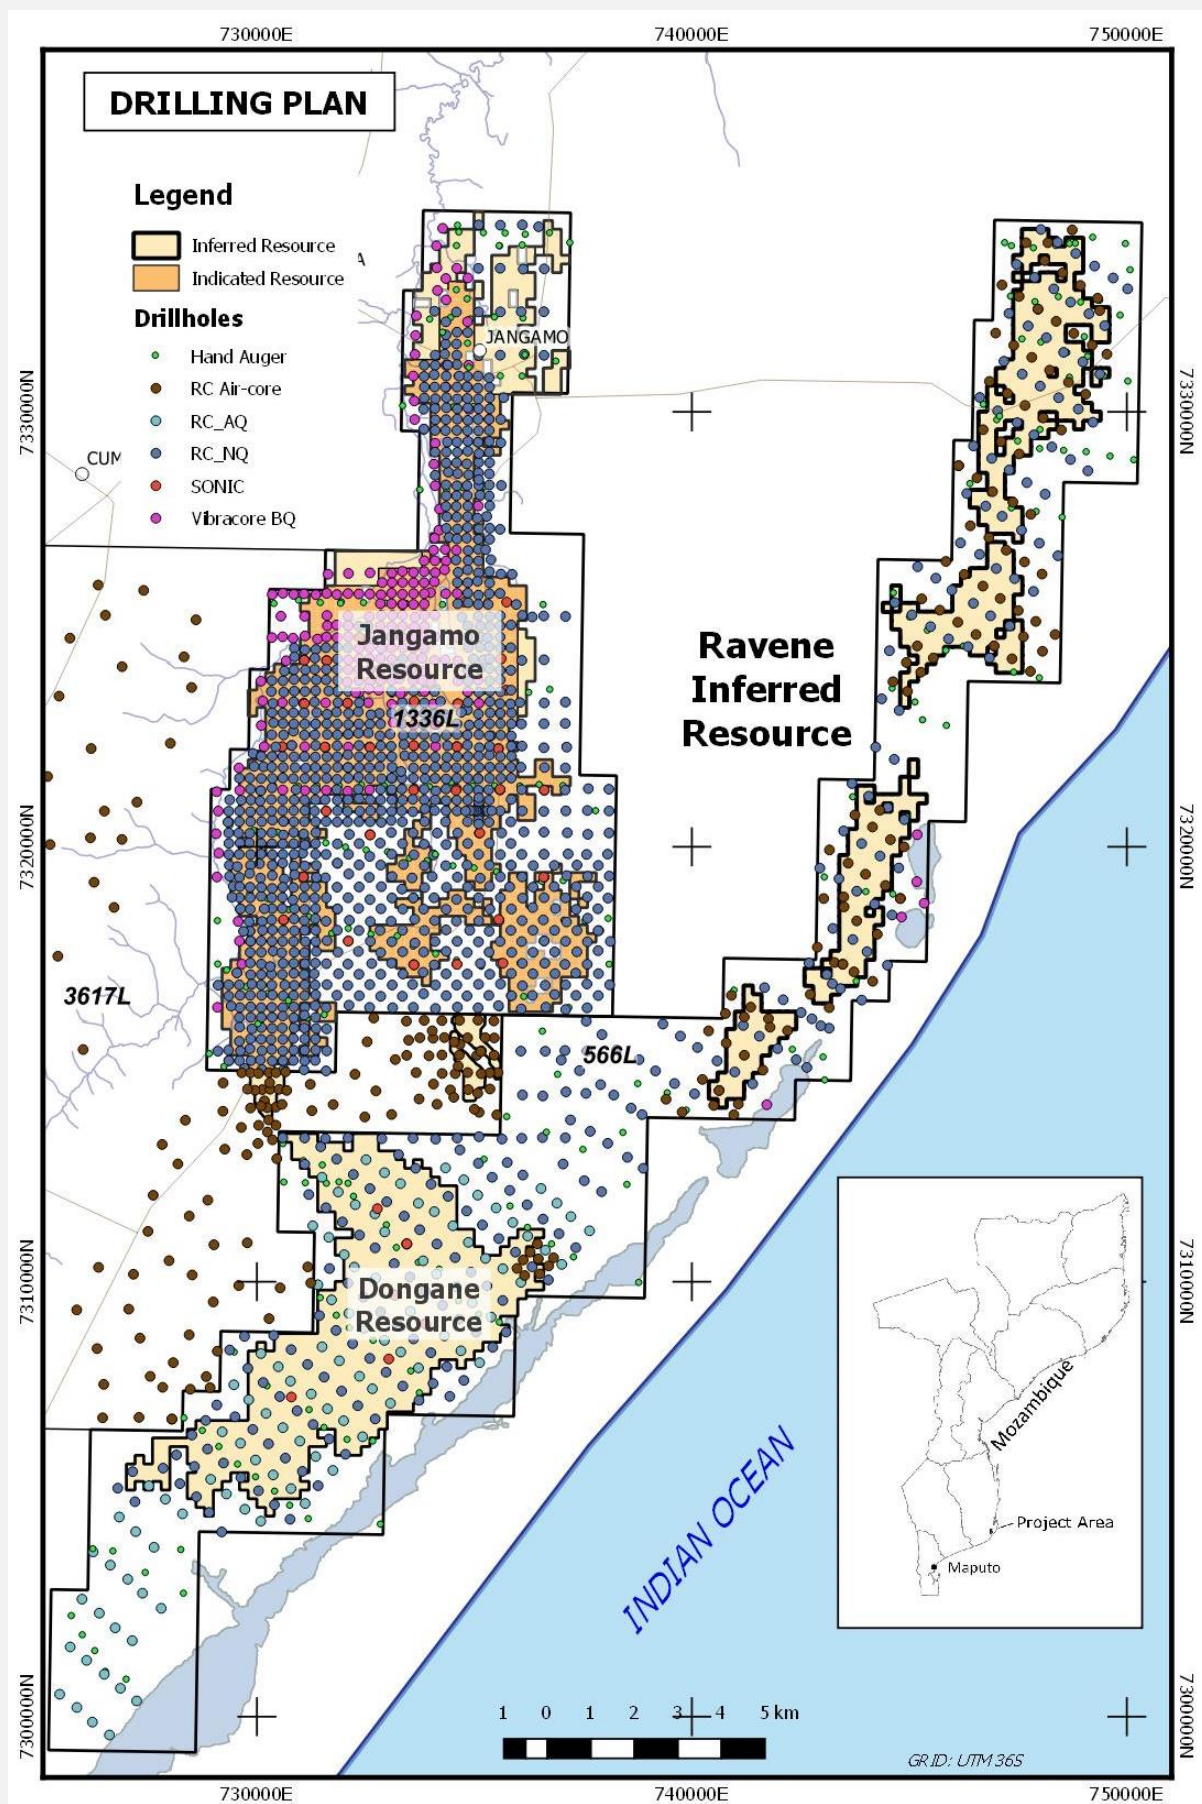 730000E
740000E
750000E
DRILLING PLAN
Legend
Inferred Resource
Indicated Resource
Drillholes
Hand Auger
RC Air-core
RC_AQ
RC_NQ
SONIC
Vibracore BQ
A
CUM
JANGAMO
7330000N
7330000N
Jangamo
Resource
1336L
Ravene
Inferred
Resource
7320000N
7320000N
3617L
566L
Dongane
Resource
7310000N
7310000N
Mozambique
Project Area
Maputo
INDIAN OCEAN
7300000N
7300000N
1 0 1 2 3 4 5 km
GRID: UTM 36S
730000E
740000E
750000E